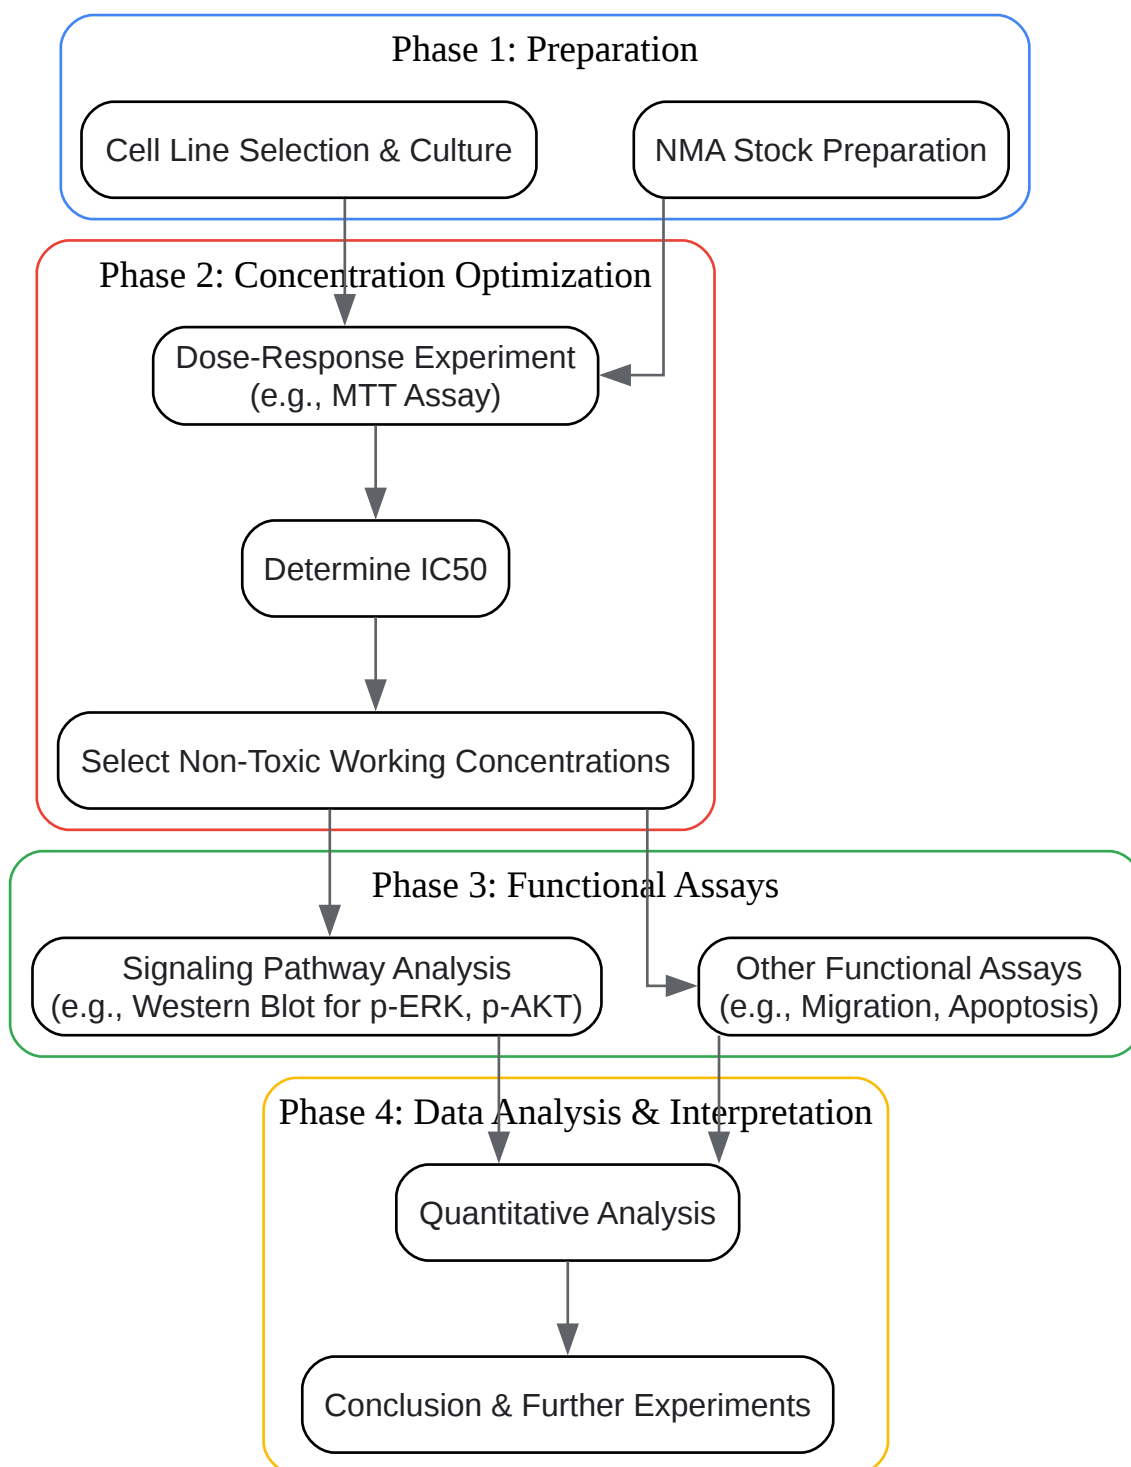 Phase 1: Preparation
Cell Line Selection & Culture
NMA Stock Preparation
Phase 2: Concentration Optimization
Dose-Response Experiment
(e.g., MTT Assay)
Determine IC50
Select Non-Toxic Working Concentrations
Phase 3: Functional Assays
Signaling Pathway Analysis
(e.g., Western Blot for p-ERK, p-AKT)
Other Functional Assays
(e.g., Migration, Apoptosis)
Phase 4: Data Analysis & Interpretation
Quantitative Analysis
Conclusion & Further Experiments